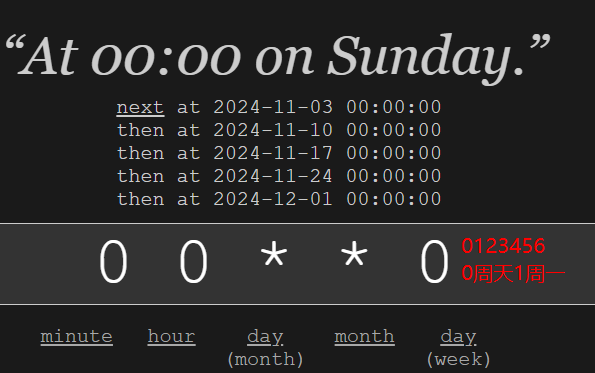 “At 00:00 on Sunday.”
next at 2024-11-03 00:00:00
then at 2024-11-10 00:00:00
then at 2024-11-17 00:00:00
then at 2024-11-24 00:00:00
then at 2024-12-01 00:00:00
0 0 * * 0
0123456
0周天1周一
minute hour day month day
(month) (week)